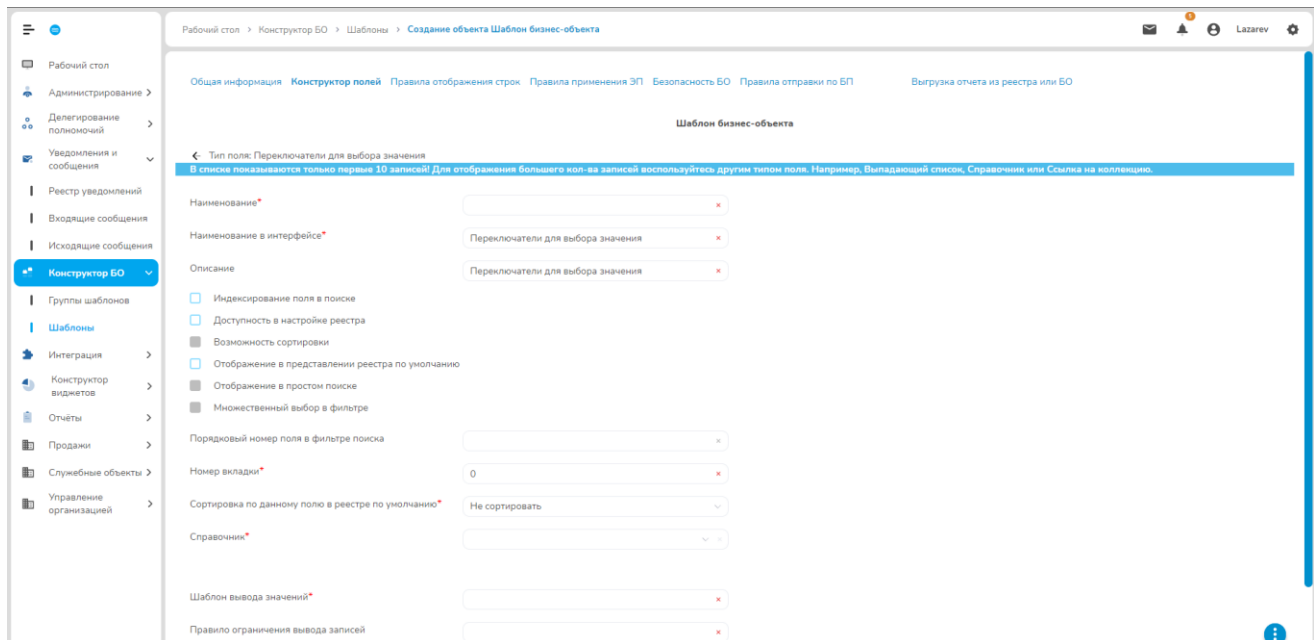 Рабочий стол > Конструктор БО > Шаблоны > Создание объекта Шаблон бизнес-объекта
5
Lazarev
Рабочий стол
Администрирование
Делегирование
полномочий
Уведомления и
сообщения
Реестр уведомлений
Входящие сообщения
Исходящие сообщения
Конструктор БО
Группы шаблонов
Шаблоны
Интеграция
Конструктор
виджетов
Отчёты
Продажи
Служебные объекты
Управление
организацией
Общая информация Конструктор полей Правила отображения строк Правила применения ЭП Безопасность БО Правила отправки по БП Выгрузка отчета из реестра или БО
Шаблон бизнес-объекта
Тип поля: Переключатели для выбора значения
В списке показываются только первые 10 записей! Для отображения большего кол-ва записей воспользуйтесь другим типом поля. Например, Выпадающий список, Справочник или Ссылка на коллекцию.
Наименование*
Наименование в интерфейсе* Переключатели для выбора значения
Описание Переключатели для выбора значения
Индексирование поля в поиске
Доступность в настройке реестра
Возможность сортировки
Отображение в представлении реестра по умолчанию
Отображение в простом поиске
Множественный выбор в фильтре
Порядковый номер поля в фильтре поиска
Номер вкладки* 0
Сортировка по данному полю в реестре по умолчанию* Не сортировать
Справочник*
Шаблон вывода значений*
Правило ограничения вывода записей